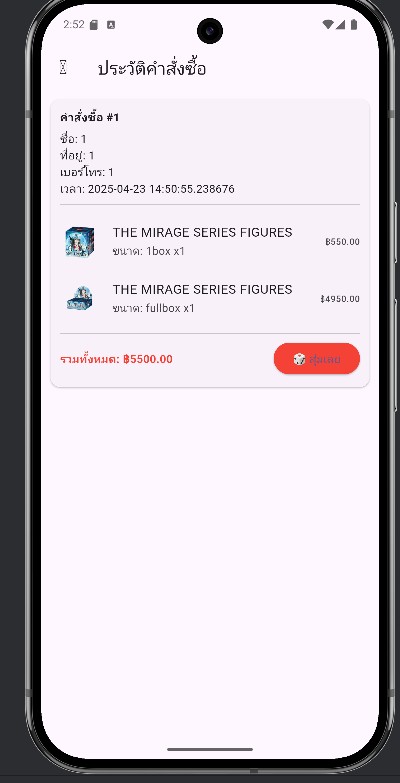 2:52
ประวัติคำสั่งซื้อ
คำสั่งซื้อ #1
ชื่อ: 1
ที่อยู่: 1
เบอร์โทร: 1
เวลา: 2025-04-23 14:50:55.238676
THE MIRAGE SERIES FIGURES
ขนาด: 1box x1
฿550.00
THE MIRAGE SERIES FIGURES
ขนาด: fullbox x1
฿4950.00
รวมทั้งหมด: ฿5500.00
สุ่มเลย